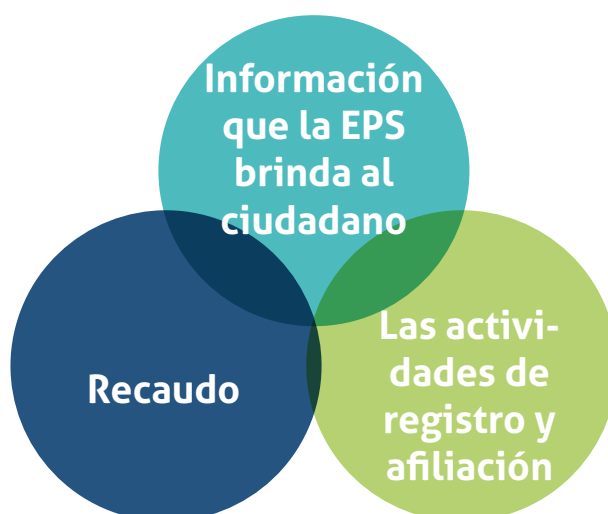 Información
que la EPS
brinda al
ciudadano
Recaudo
Las activi-
dades de
registro y
afiliación